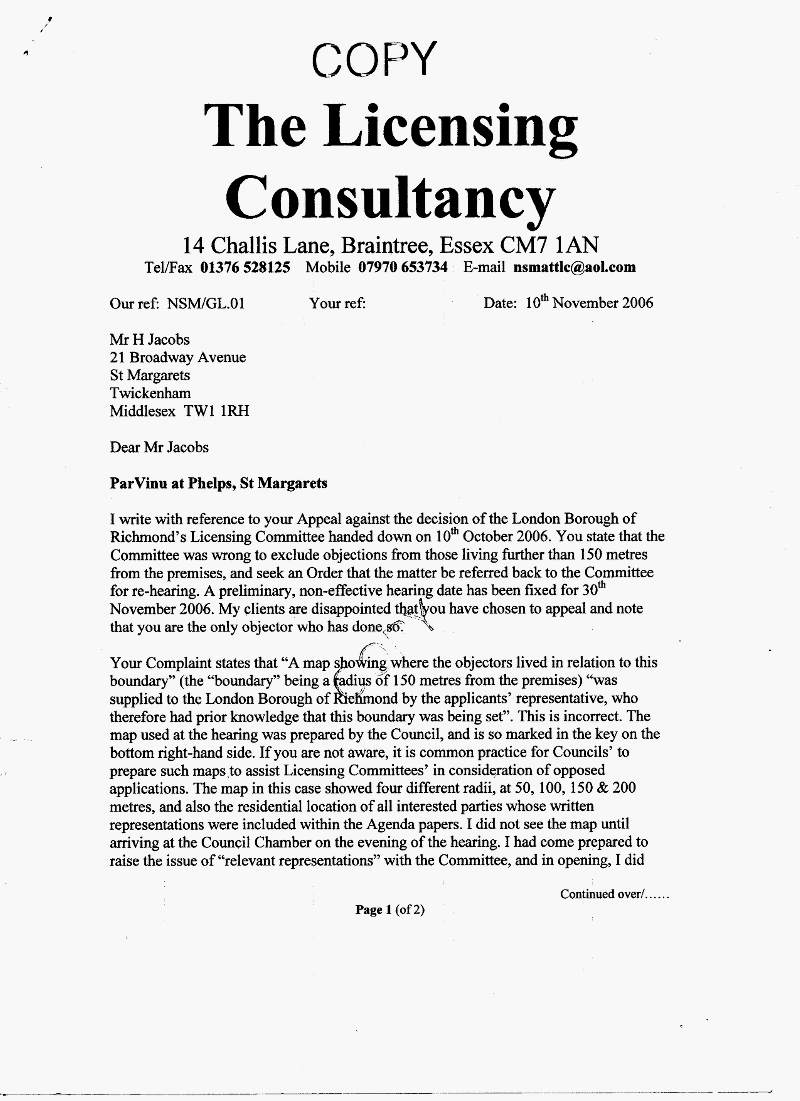 COPY
The Licensing
Consultancy
14 Challis Lane, Braintree, Essex CM7 1AN
Tel/Fax 01376 528125 Mobile 07970 653734 E-mail nsmattlc@aol.com
Our ref: NSM/GL.01 Your ref: Date: 10th November 2006
Mr H Jacobs
21 Broadway Avenue
St Margarets
Twickenham
Middlesex TW1 1RH
Dear Mr Jacobs
ParVinu at Phelps, St Margarets
I write with reference to your Appeal against the decision of the London Borough of
Richmond's Licensing Committee handed down on 10th October 2006. You state that the
Committee was wrong to exclude objections from those living further than 150 metres
from the premises, and seek an Order that the matter be referred back to the Committee
for re-hearing. A preliminary, non-effective hearing date has been fixed for 30th
November 2006. My clients are disappointed that you have chosen to appeal and note
that you are the only objector who has done so.
Your Complaint states that “A map showing where the objectors lived in relation to this
boundary” (the “boundary” being a radius of 150 metres from the premises) “was
supplied to the London Borough of Richmond by the applicants' representative, who
therefore had prior knowledge that this boundary was being set”. This is incorrect. The
map used at the hearing was prepared by the Council, and is so marked in the key on the
bottom right-hand side. If you are not aware, it is common practice for Councils' to
prepare such maps to assist Licensing Committees' in consideration of opposed
applications. The map in this case showed four different radii, at 50, 100, 150 & 200
metres, and also the residential location of all interested parties whose written
representations were included within the Agenda papers. I did not see the map until
arriving at the Council Chamber on the evening of the hearing. I had come prepared to
raise the issue of “relevant representations” with the Committee, and in opening, I did
Continued over/......
Page 1 (of 2)